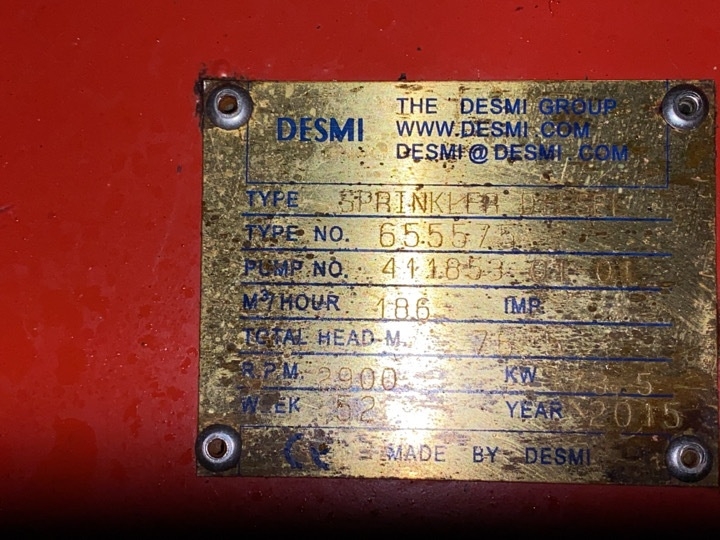 THE DESMI GROUP
DESMI WWW.DESMI.COM
DESMI@DESMI.COM
TYPE SPRINKLER
TYPE NO.
PUMP NO.
M³/HOUR 186 IMP.
TOTAL HEAD M.
R.P.M. 2900 KW
WEEK 52 YEAR 2015
CE MADE BY DESMI